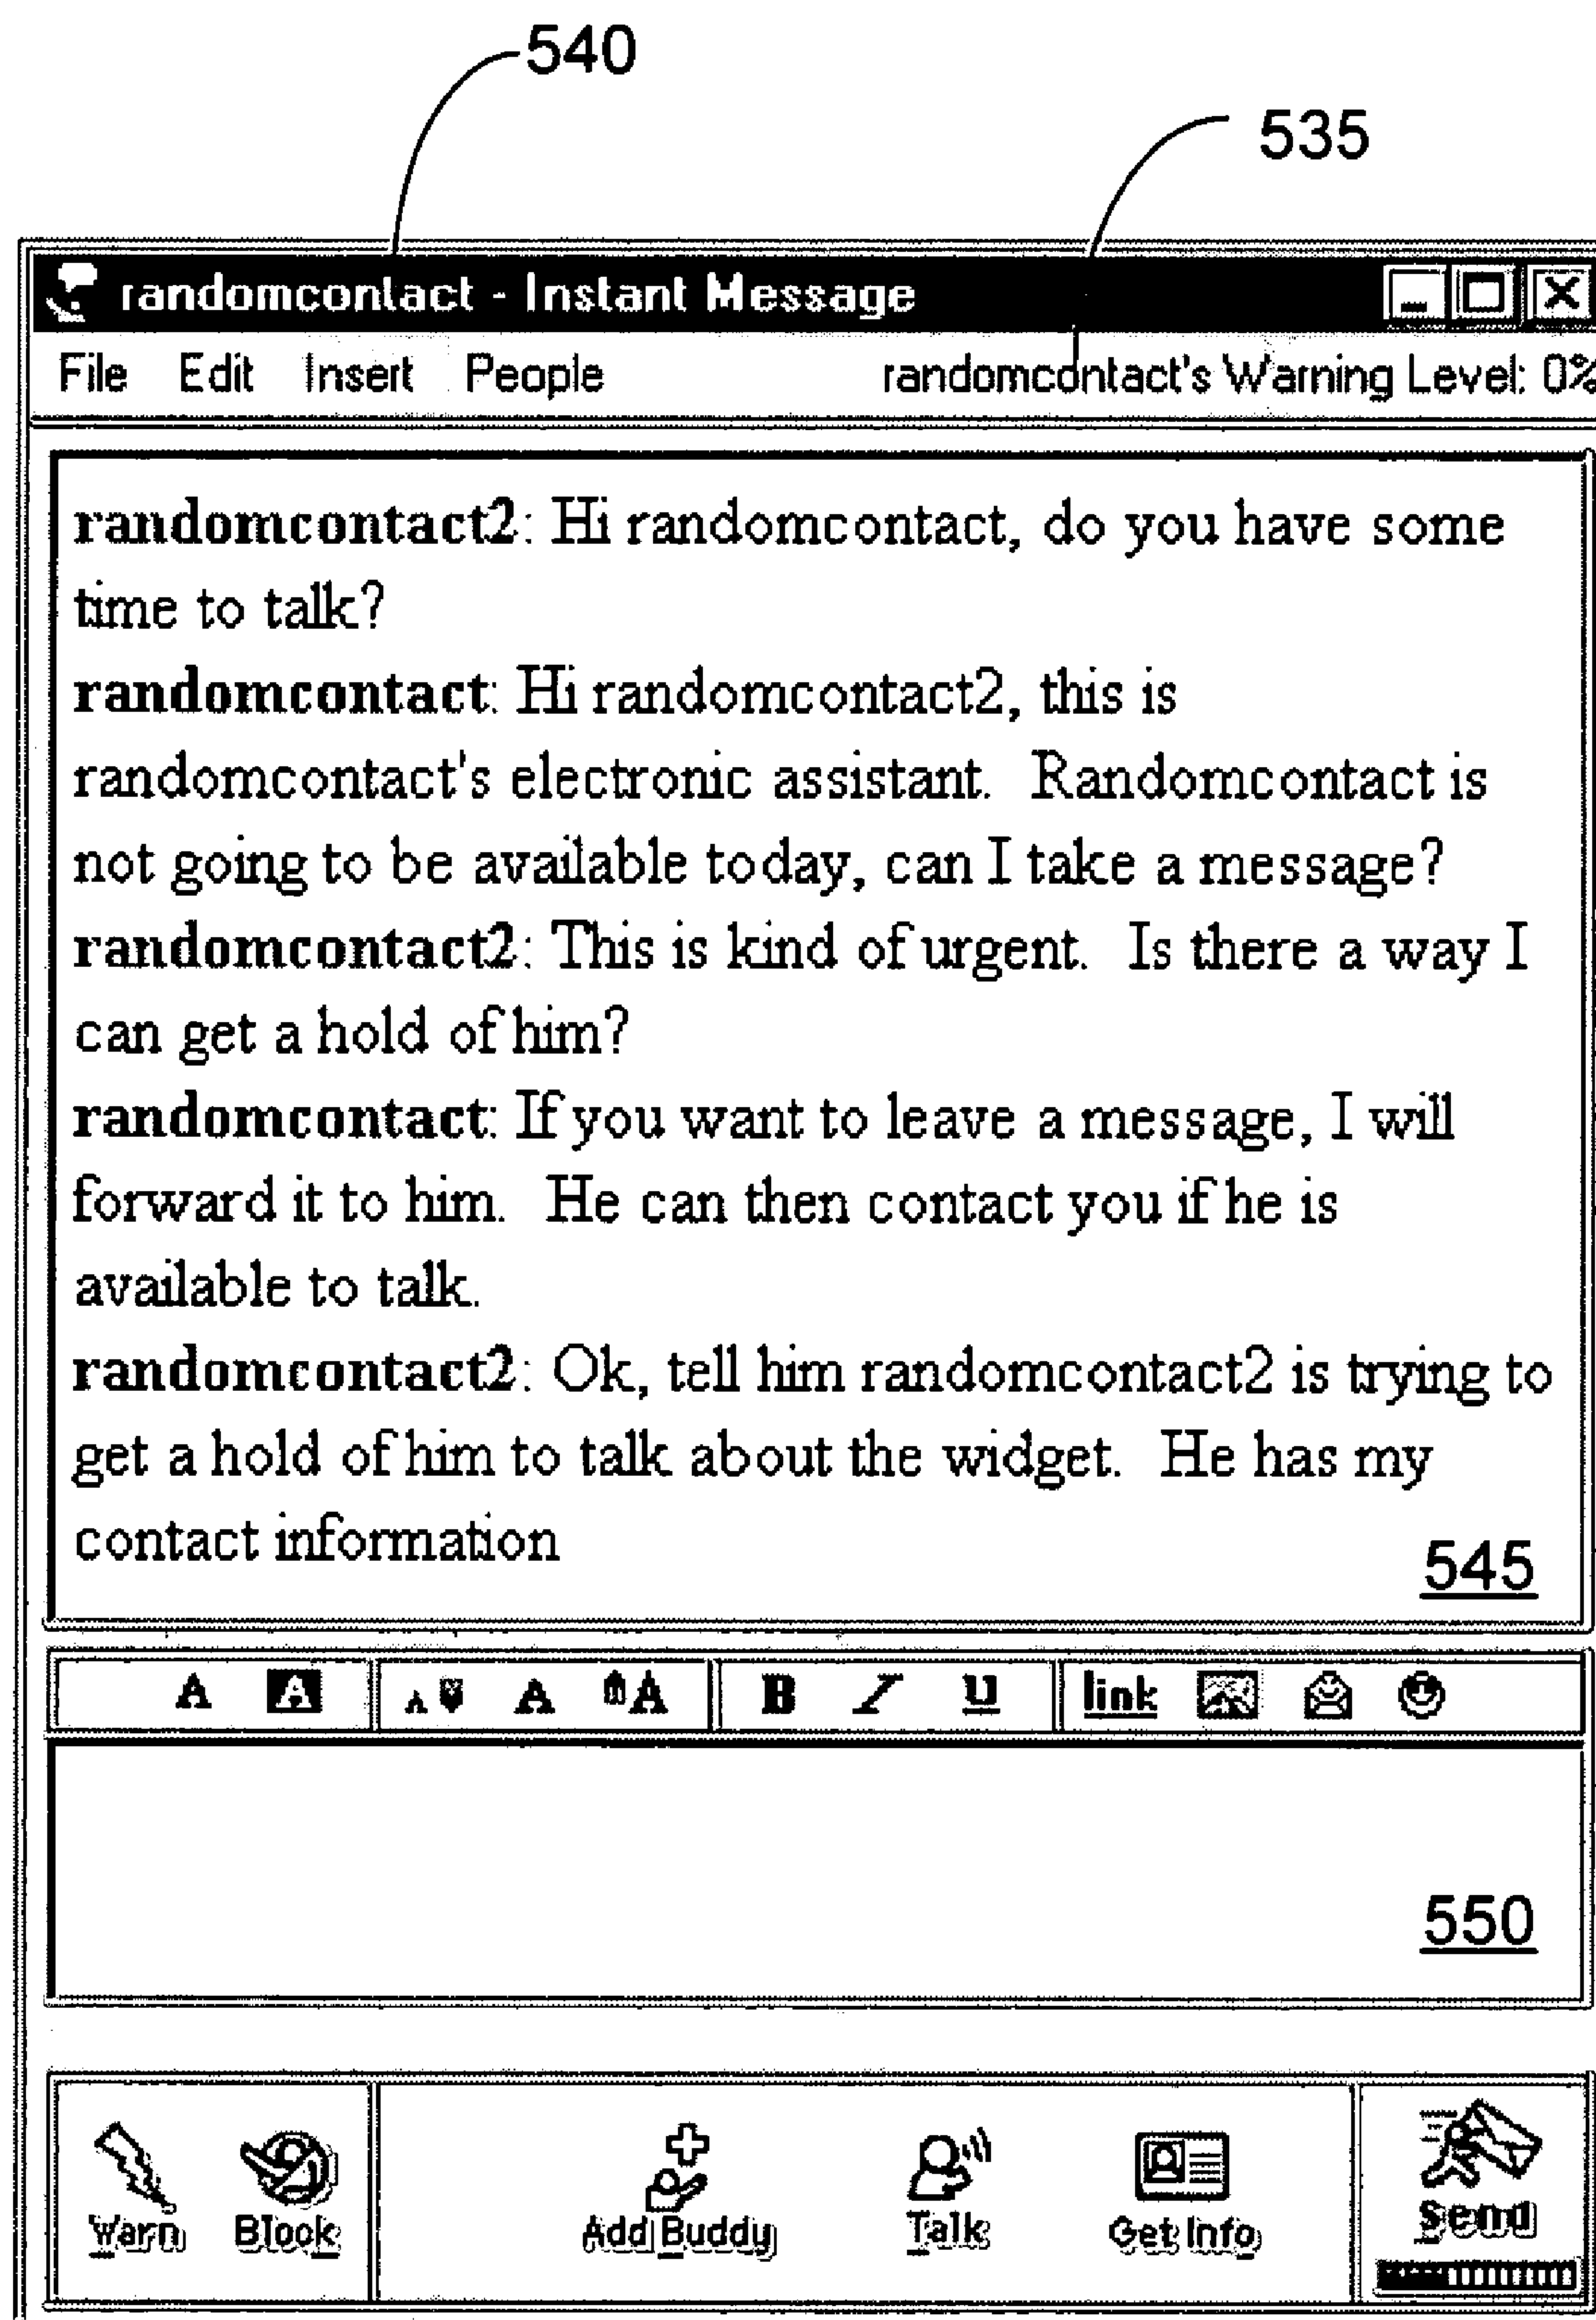 540
535
randomcontact - Instant Message
File Edit Insert People randomcontact's Warning Level: 0%
randomcontact2: Hi randomcontact, do you have some
time to talk?
randomcontact: Hi randomcontact2, this is
randomcontact's electronic assistant. Randomcontact is
not going to be available today, can I take a message?
randomcontact2: This is kind of urgent. Is there a way I
can get a hold of him?
randomcontact: If you want to leave a message, I will
forward it to him. He can then contact you if he is
available to talk.
randomcontact2: Ok, tell him randomcontact2 is trying to
get a hold of him to talk about the widget. He has my
contact information
545
A A A A A B I U link
550
Warn Block Add Buddy Talk Get Info Send